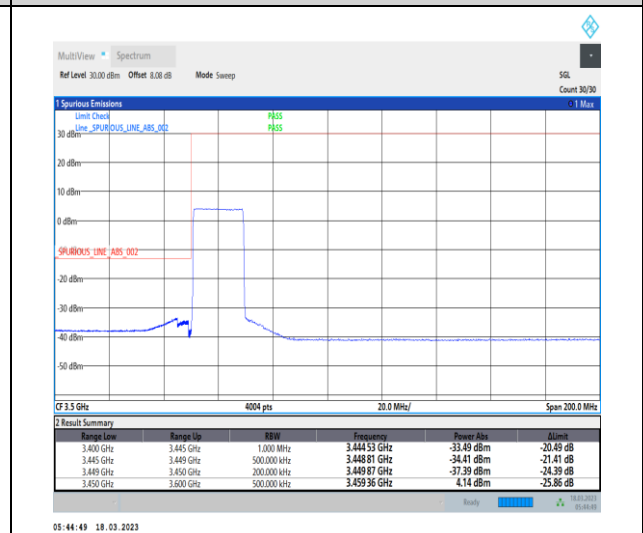 MultiView Spectrum
Ref Level 30.00 dBm Offset 8.08 dB Mode Sweep SGL
Count 30/30
1 Spurious Emissions 1 Max
Limit Check PASS
Line _SPURIOUS_LINE_ABS_002 PASS
30 dBm
20 dBm
10 dBm
0 dBm
_SPURIOUS_LINE_ABS_002
-20 dBm
-30 dBm
-40 dBm
-50 dBm
CF 3.5 GHz 4004 pts 20.0 MHz/ Span 200.0 MHz
2 Result Summary
Range Low Range Up RBW Frequency Power Abs ΔLimit
3.400 GHz 3.445 GHz 1.000 MHz 3.444 53 GHz -33.49 dBm -20.49 dB
3.445 GHz 3.449 GHz 500.000 kHz 3.448 81 GHz -34.41 dBm -21.41 dB
3.449 GHz 3.450 GHz 200.000 kHz 3.449 87 GHz -37.39 dBm -24.39 dB
3.450 GHz 3.600 GHz 500.000 kHz 3.459 36 GHz 4.14 dBm -25.86 dB
Ready 18.03.2023
05:44:49
05:44:49 18.03.2023